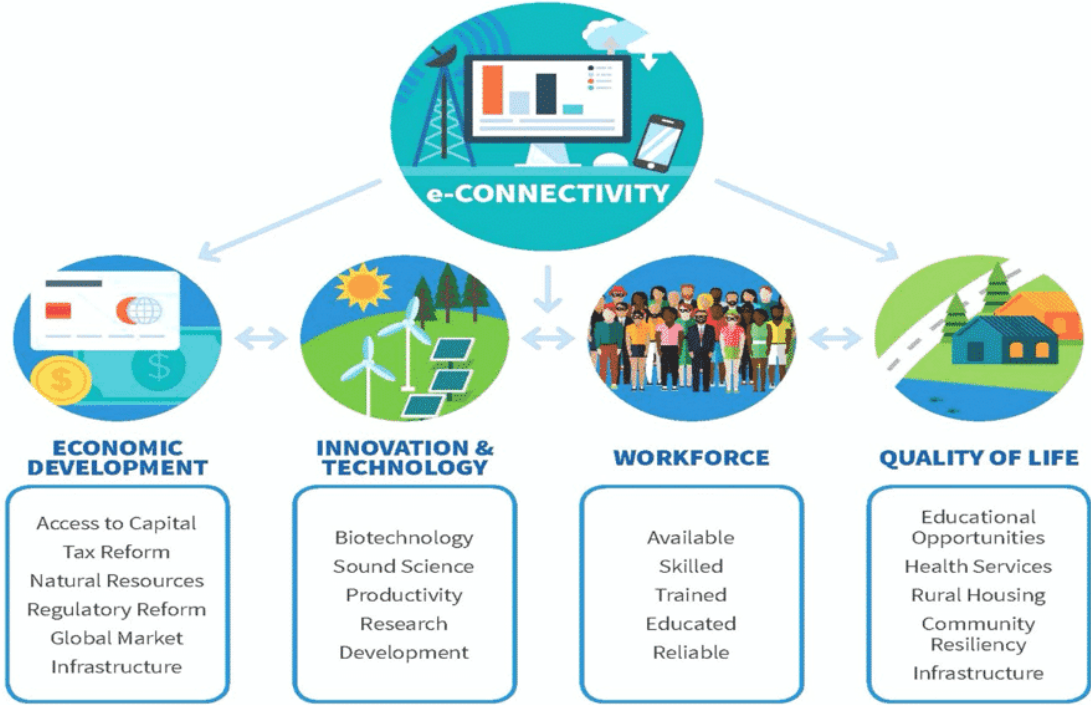 e-CONNECTIVITY
ECONOMIC
DEVELOPMENT
Access to Capital
Tax Reform
Natural Resources
Regulatory Reform
Global Market
Infrastructure
INNOVATION &
TECHNOLOGY
Biotechnology
Sound Science
Productivity
Research
Development
WORKFORCE
Available
Skilled
Trained
Educated
Reliable
QUALITY OF LIFE
Educational
Opportunities
Health Services
Rural Housing
Community
Resiliency
Infrastructure